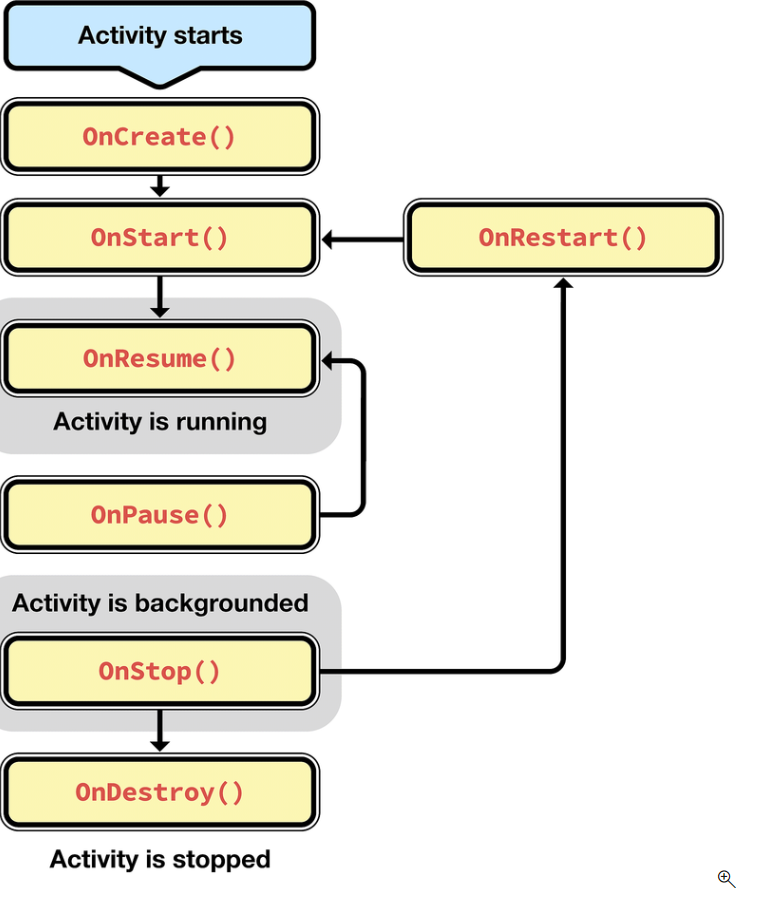 Activity starts
OnCreate()
OnStart()
OnRestart()
OnResume()
Activity is running
OnPause()
Activity is backgrounded
OnStop()
OnDestroy()
Activity is stopped